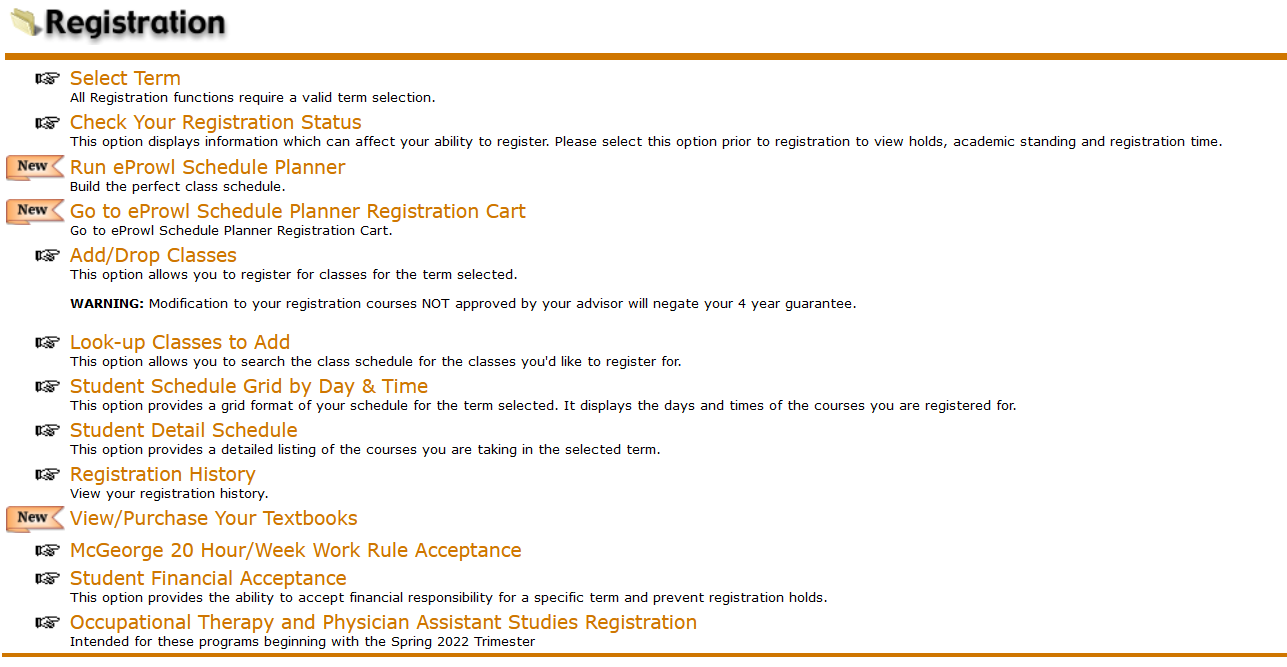 Registration
Select Term
All Registration functions require a valid term selection.
Check Your Registration Status
This option displays information which can affect your ability to register. Please select this option prior to registration to view holds, academic standing and registration time.
New Run eProwl Schedule Planner
Build the perfect class schedule.
New Go to eProwl Schedule Planner Registration Cart
Go to eProwl Schedule Planner Registration Cart.
Add/Drop Classes
This option allows you to register for classes for the term selected.
WARNING: Modification to your registration courses NOT approved by your advisor will negate your 4 year guarantee.
Look-up Classes to Add
This option allows you to search the class schedule for the classes you'd like to register for.
Student Schedule Grid by Day & Time
This option provides a grid format of your schedule for the term selected. It displays the days and times of the courses you are registered for.
Student Detail Schedule
This option provides a detailed listing of the courses you are taking in the selected term.
Registration History
View your registration history.
New View/Purchase Your Textbooks
McGeorge 20 Hour/Week Work Rule Acceptance
Student Financial Acceptance
This option provides the ability to accept financial responsibility for a specific term and prevent registration holds.
Occupational Therapy and Physician Assistant Studies Registration
Intended for these programs beginning with the Spring 2022 Trimester